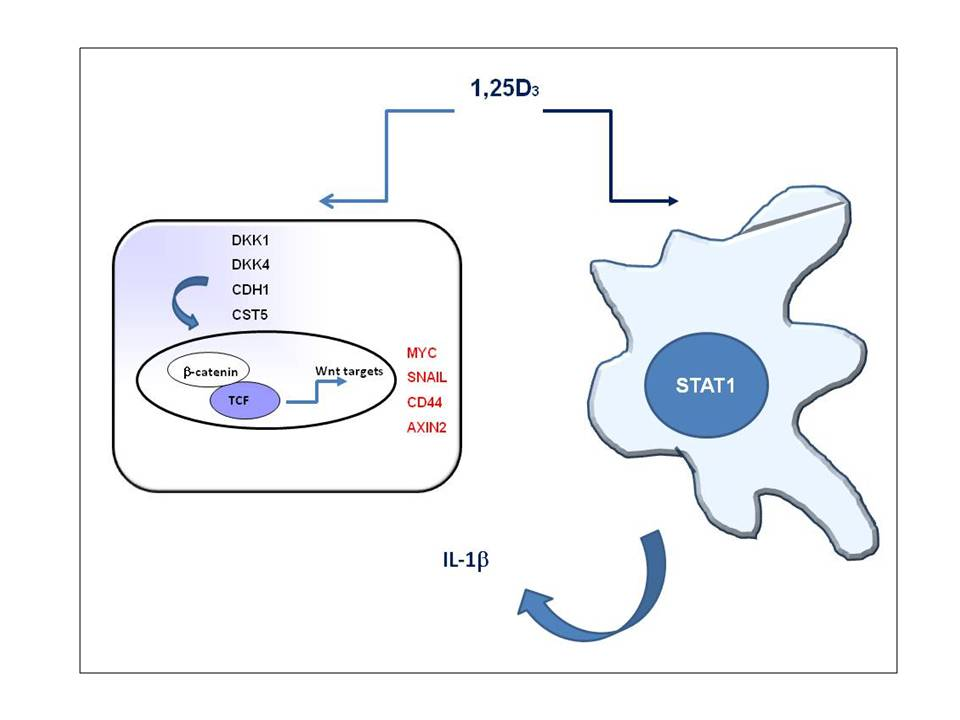 1,25D3
DKK1
DKK4
CDH1
CST5
β-catenin
TCF
Wnt targets
MYC
SNAIL
CD44
AXIN2
STAT1
IL-1β